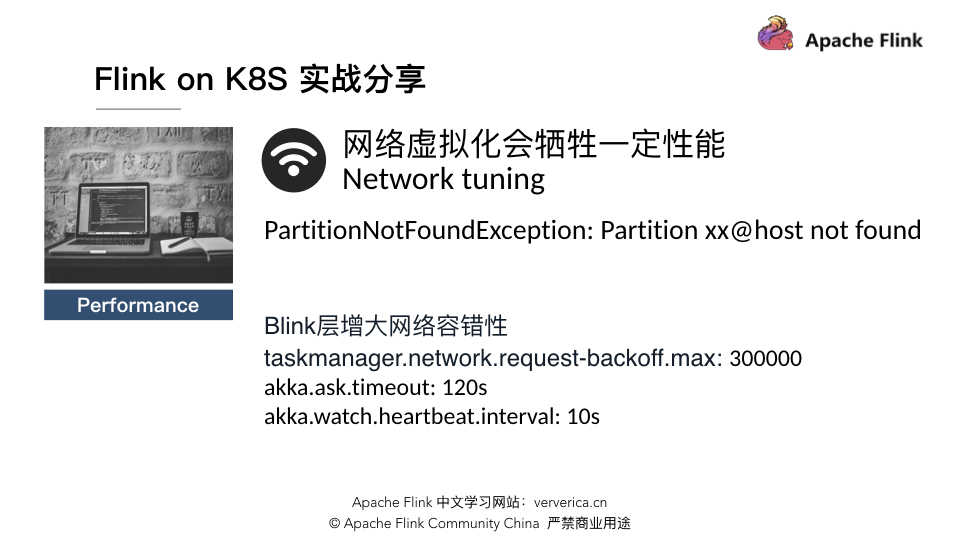 Apache Flink
Flink on K8S 实战分享
网络虚拟化会牺牲一定性能
Network tuning
PartitionNotFoundException: Partition xx@host not found
Performance
Blink层增大网络容错性
taskmanager.network.request-backoff.max: 300000
akka.ask.timeout: 120s
akka.watch.heartbeat.interval: 10s
Apache Flink 中文学习网站：ververica.cn
© Apache Flink Community China 严禁商业用途